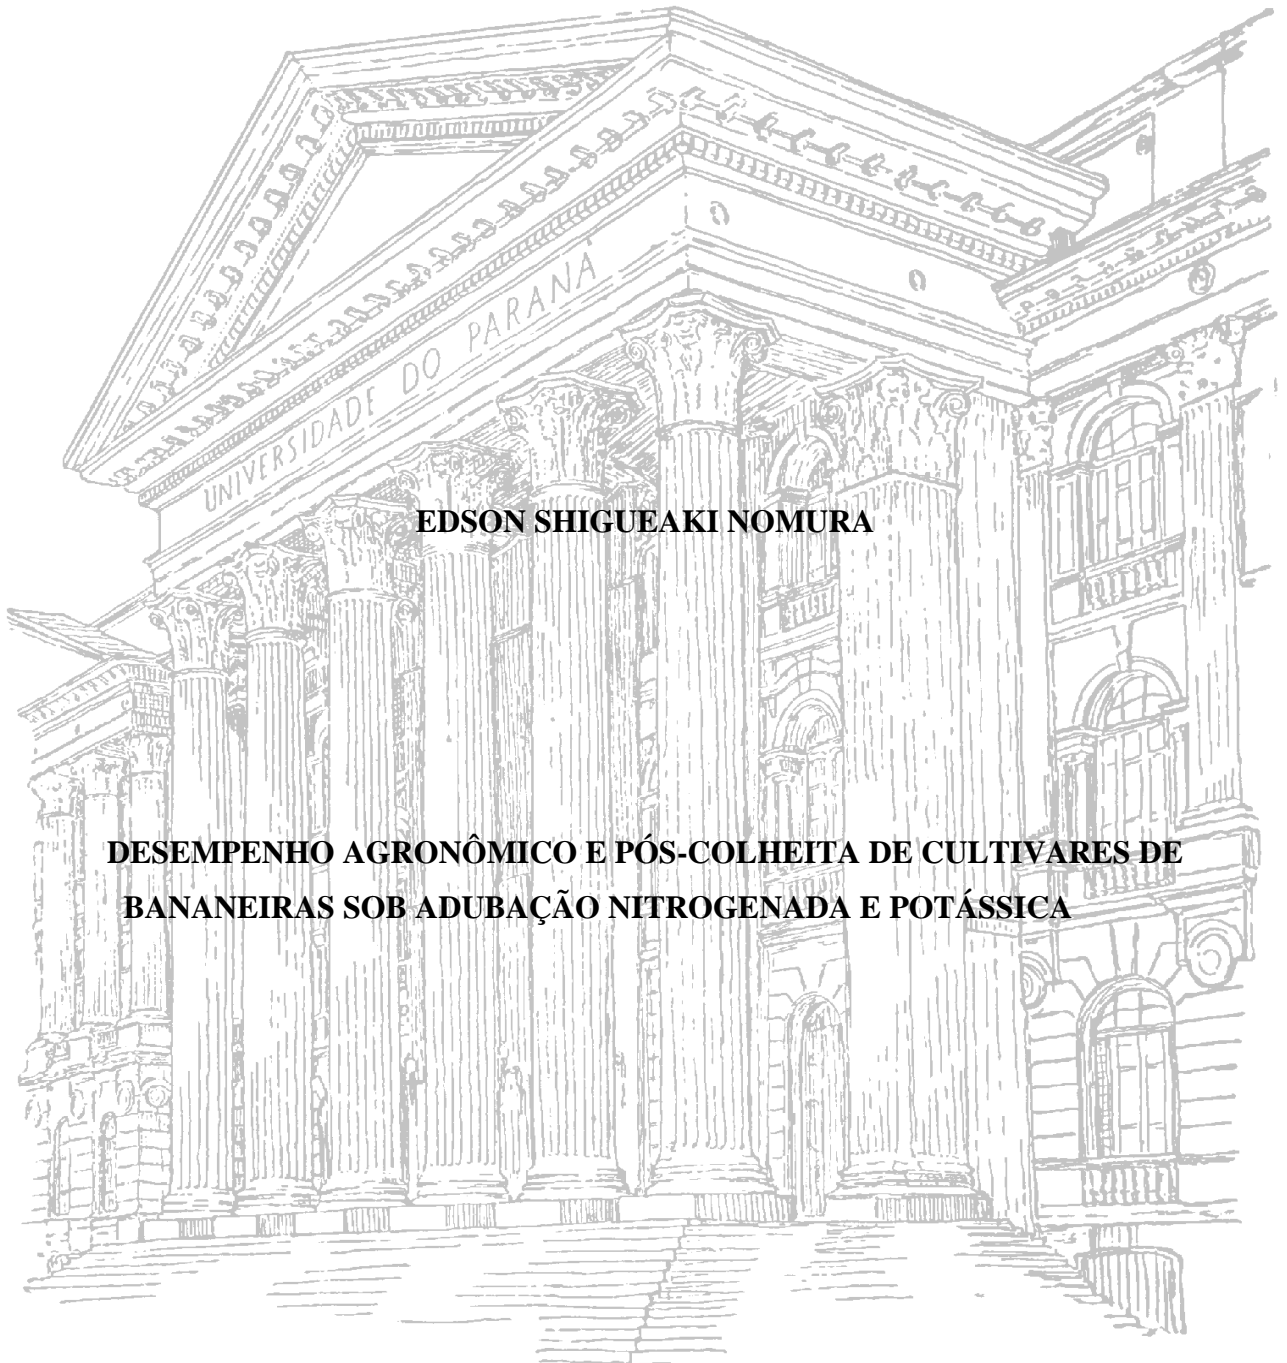 UNIVERSIDADE DO PARANÁ
EDSON SHIGUEAKI NOMURA
DESEMPENHO AGRONÔMICO E PÓS-COLHEITA DE CULTIVARES DE
BANANEIRAS SOB ADUBAÇÃO NITROGENADA E POTÁSSICA